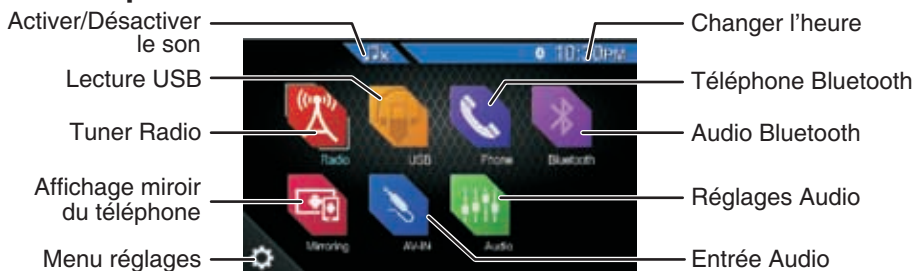 Activer/Désactiver
le son
Changer l’heure
Lecture USB
Téléphone Bluetooth
Tuner Radio
Audio Bluetooth
Radio
USB
Phone
Bluetooth
Affichage miroir
du téléphone
Réglages Audio
Mirroring
AV-IN
Audio
Menu réglages
Entrée Audio